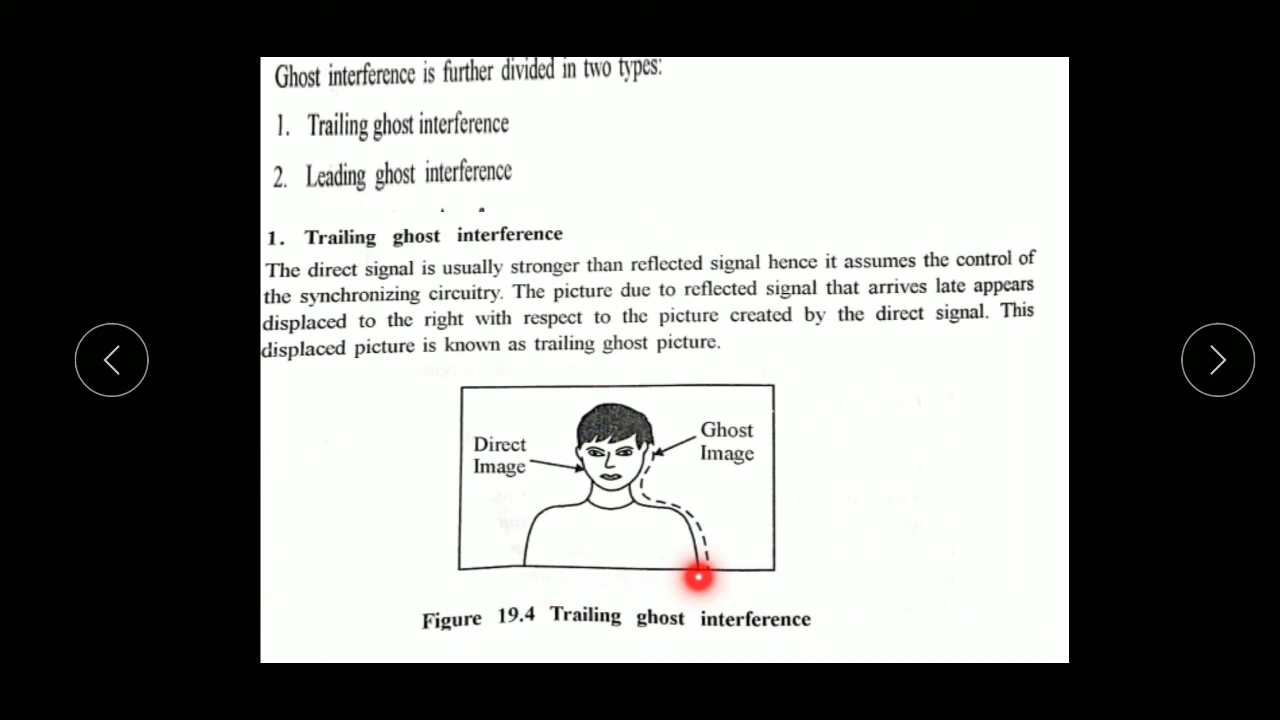 Ghost interference is further divided in two types:
1. Trailing ghost interference
2. Leading ghost interference
1. Trailing ghost interference
The direct signal is usually stronger than reflected signal hence it assumes the control of
the synchronizing circuitry. The picture due to reflected signal that arrives late appears
displaced to the right with respect to the picture created by the direct signal. This
displaced picture is known as trailing ghost picture.
Direct
Image
Ghost
Image
Figure 19.4 Trailing ghost interference